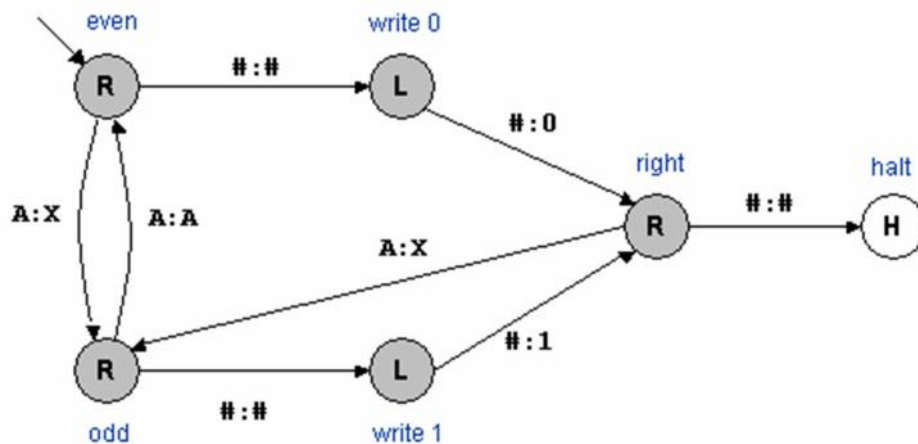 even
write 0
R
#:#
L
#:0
right
halt
A:X
A:A
A:X
R
#:#
H
#:1
R
#:#
L
odd
write 1